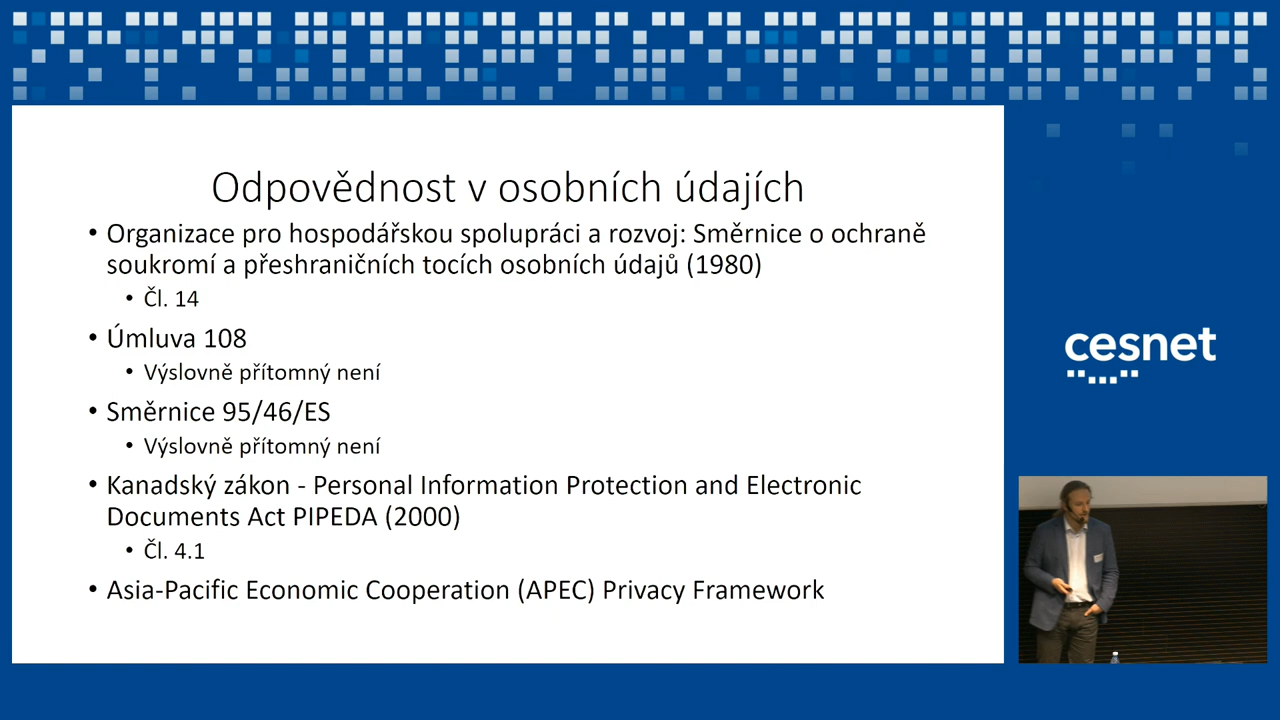 Odpovědnost v osobních údajích
• Organizace pro hospodářskou spolupráci a rozvoj: Směrnice o ochraně
soukromí a přeshraničních tocích osobních údajů (1980)
• Čl. 14
• Úmluva 108
• Výslovně přítomný není
• Směrnice 95/46/ES
• Výslovně přítomný není
• Kanadský zákon - Personal Information Protection and Electronic
Documents Act PIPEDA (2000)
• Čl. 4.1
• Asia-Pacific Economic Cooperation (APEC) Privacy Framework
cesnet